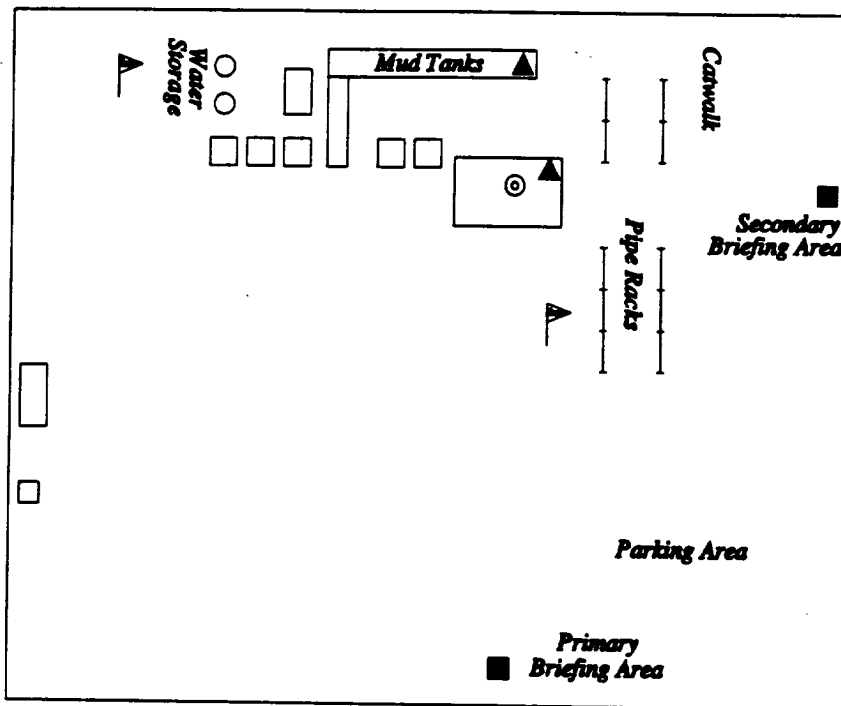 Water
Storage
Mud Tanks
Catwalk
Secondary
Briefing Area
Pipe Racks
Parking Area
Primary
Briefing Area